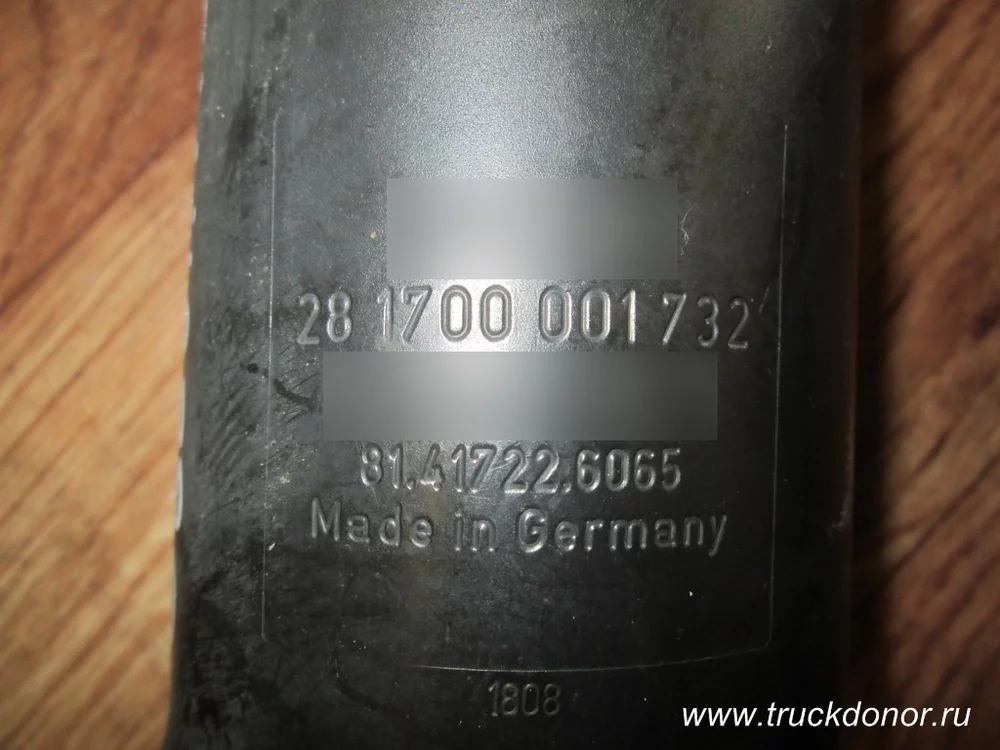 28 1700 001 732
81.41722.6065
Made in Germany
1808
www.truckdonor.ru